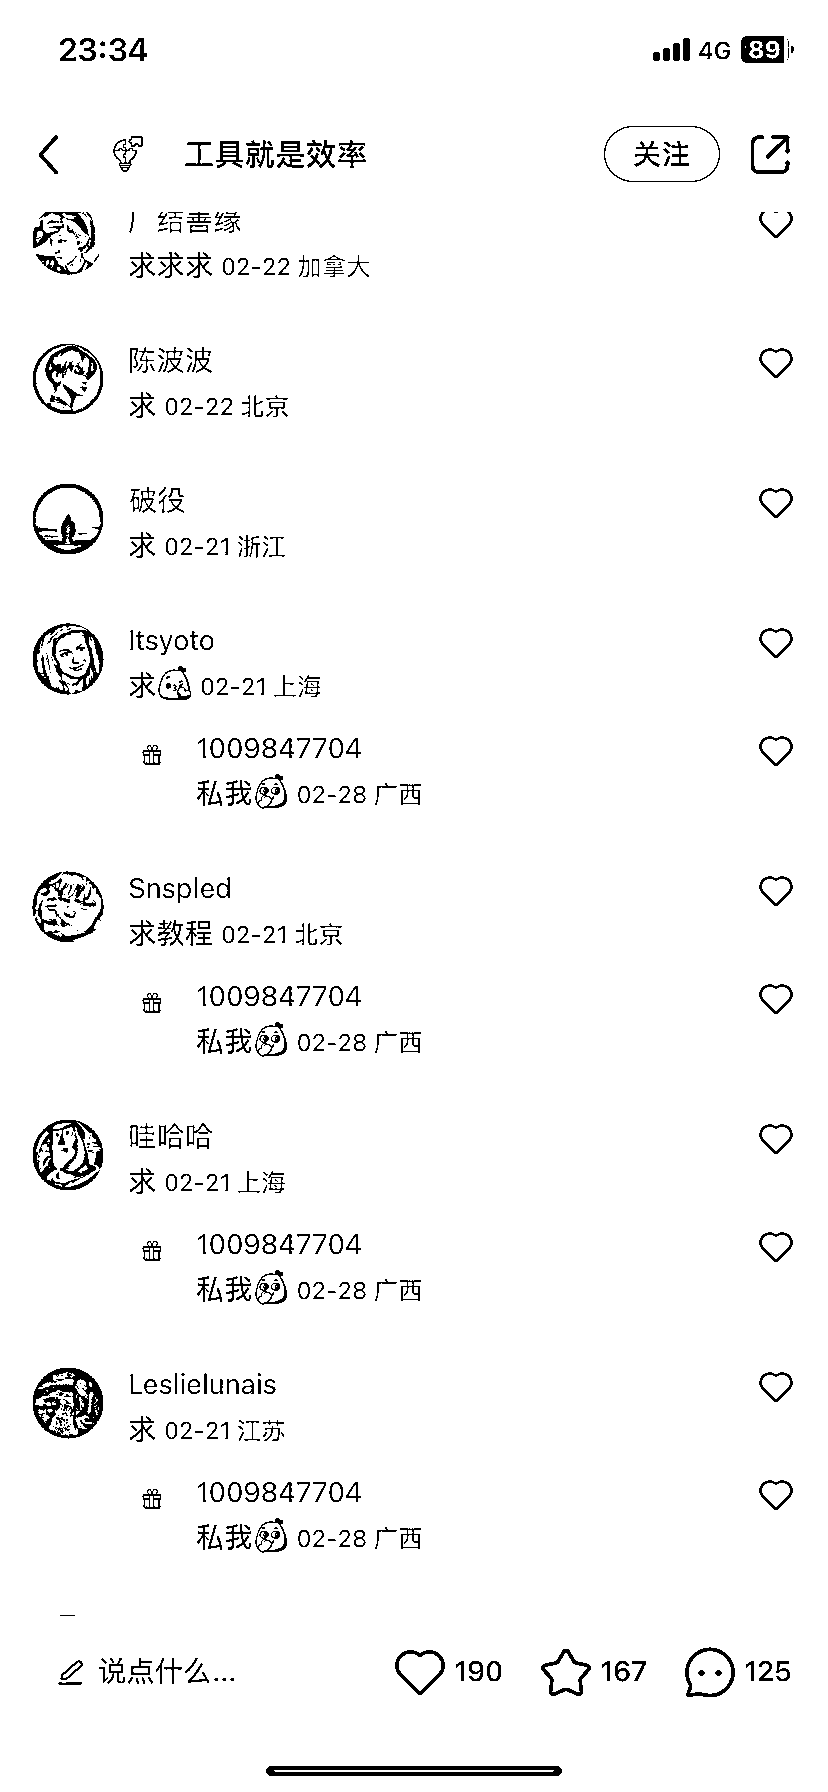 23:34
4G 89
工具就是效率
关注
结善缘
求求求 02-22 加拿大
陈波波
求 02-22 北京
破役
求 02-21 浙江
Itsyoto
求 02-21 上海
1009847704
私我 02-28 广西
Snspled
求教程 02-21 北京
1009847704
私我 02-28 广西
哇哈哈
求 02-21 上海
1009847704
私我 02-28 广西
Leslielunais
求 02-21 江苏
1009847704
私我 02-28 广西
说点什么...
190
167
125